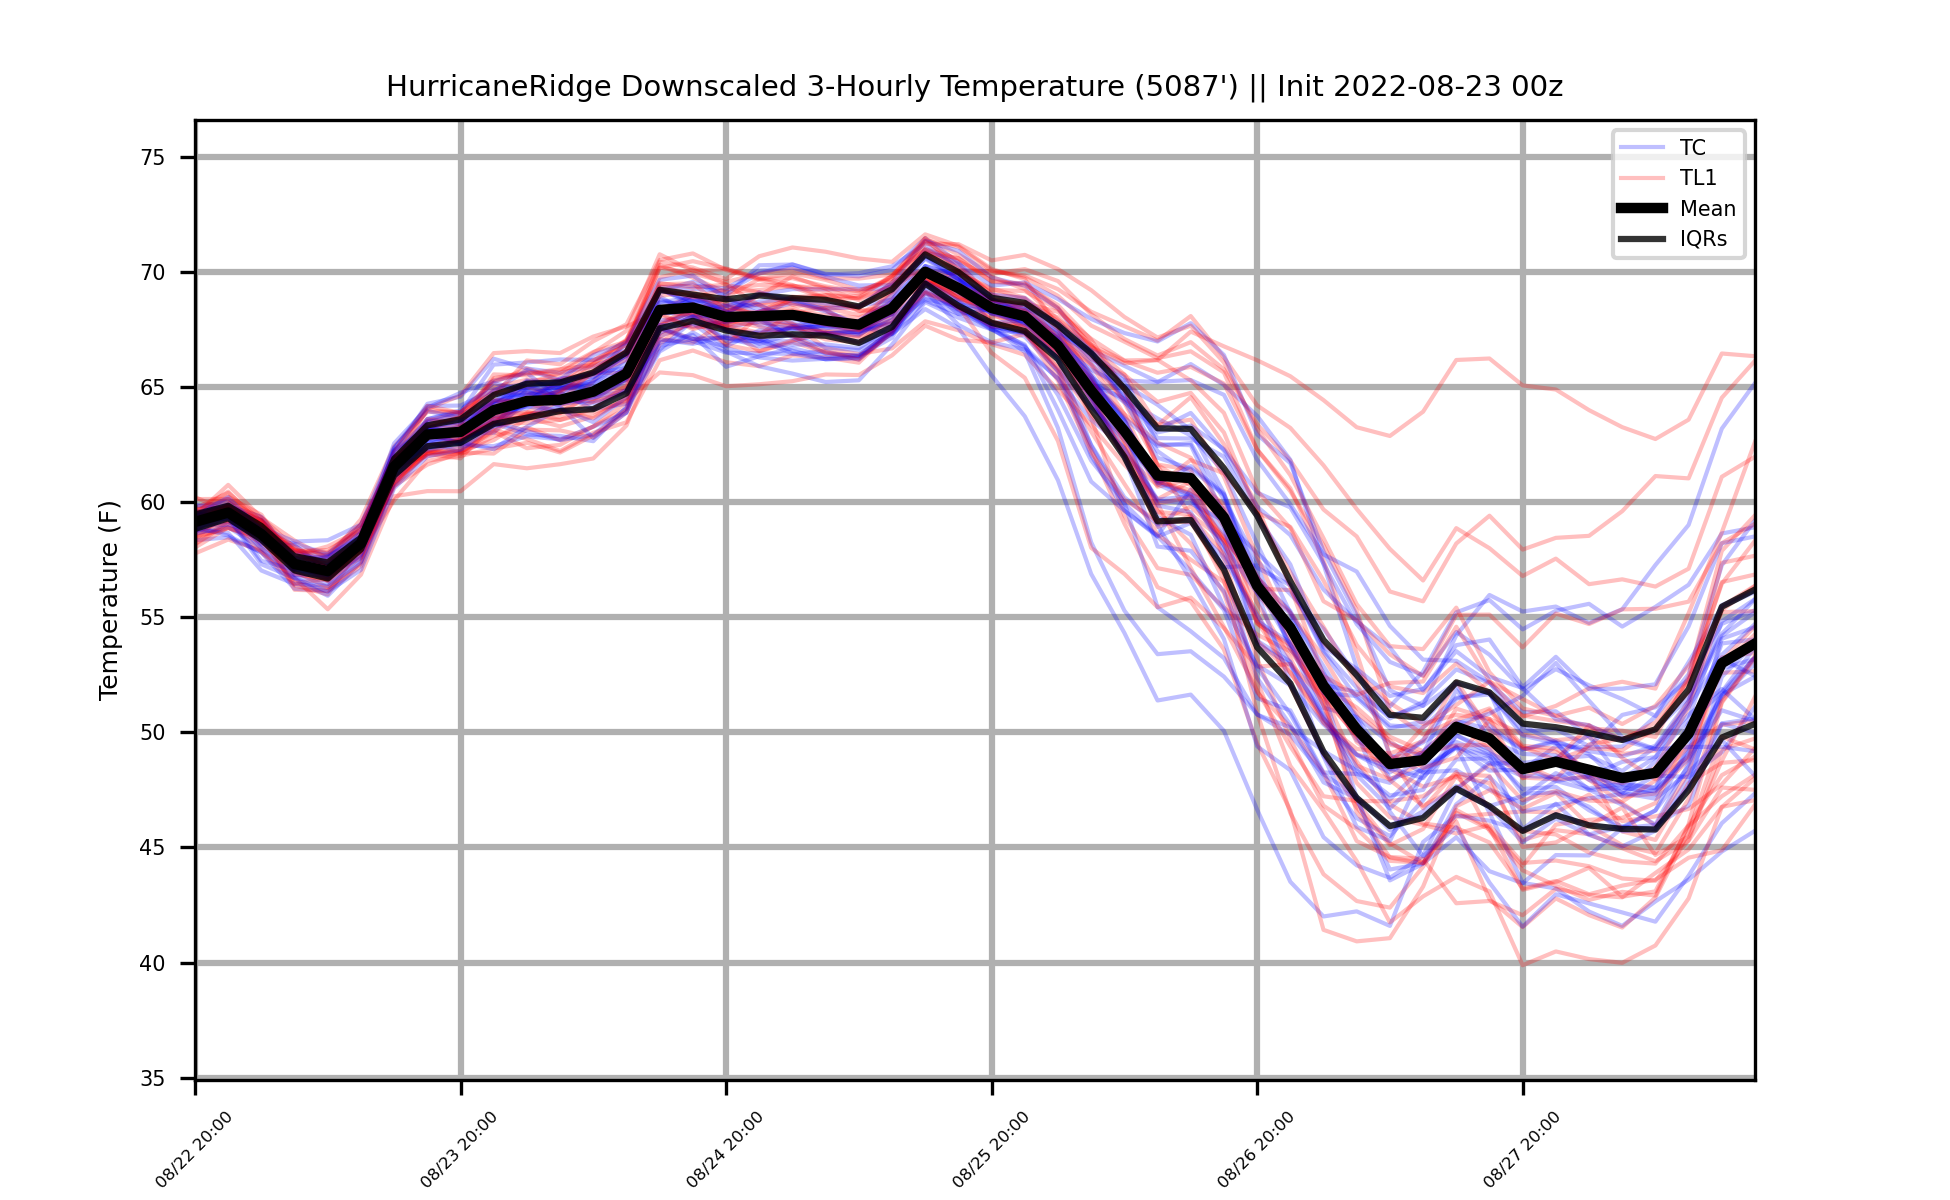 HurricaneRidge Downscaled 3-Hourly Temperature (5087') || Init 2022-08-23 00z
TC
TL1
Mean
IQRs
Temperature (F)
75
70
65
60
55
50
45
40
35
08/22 20:00
08/23 20:00
08/24 20:00
08/25 20:00
08/26 20:00
08/27 20:00